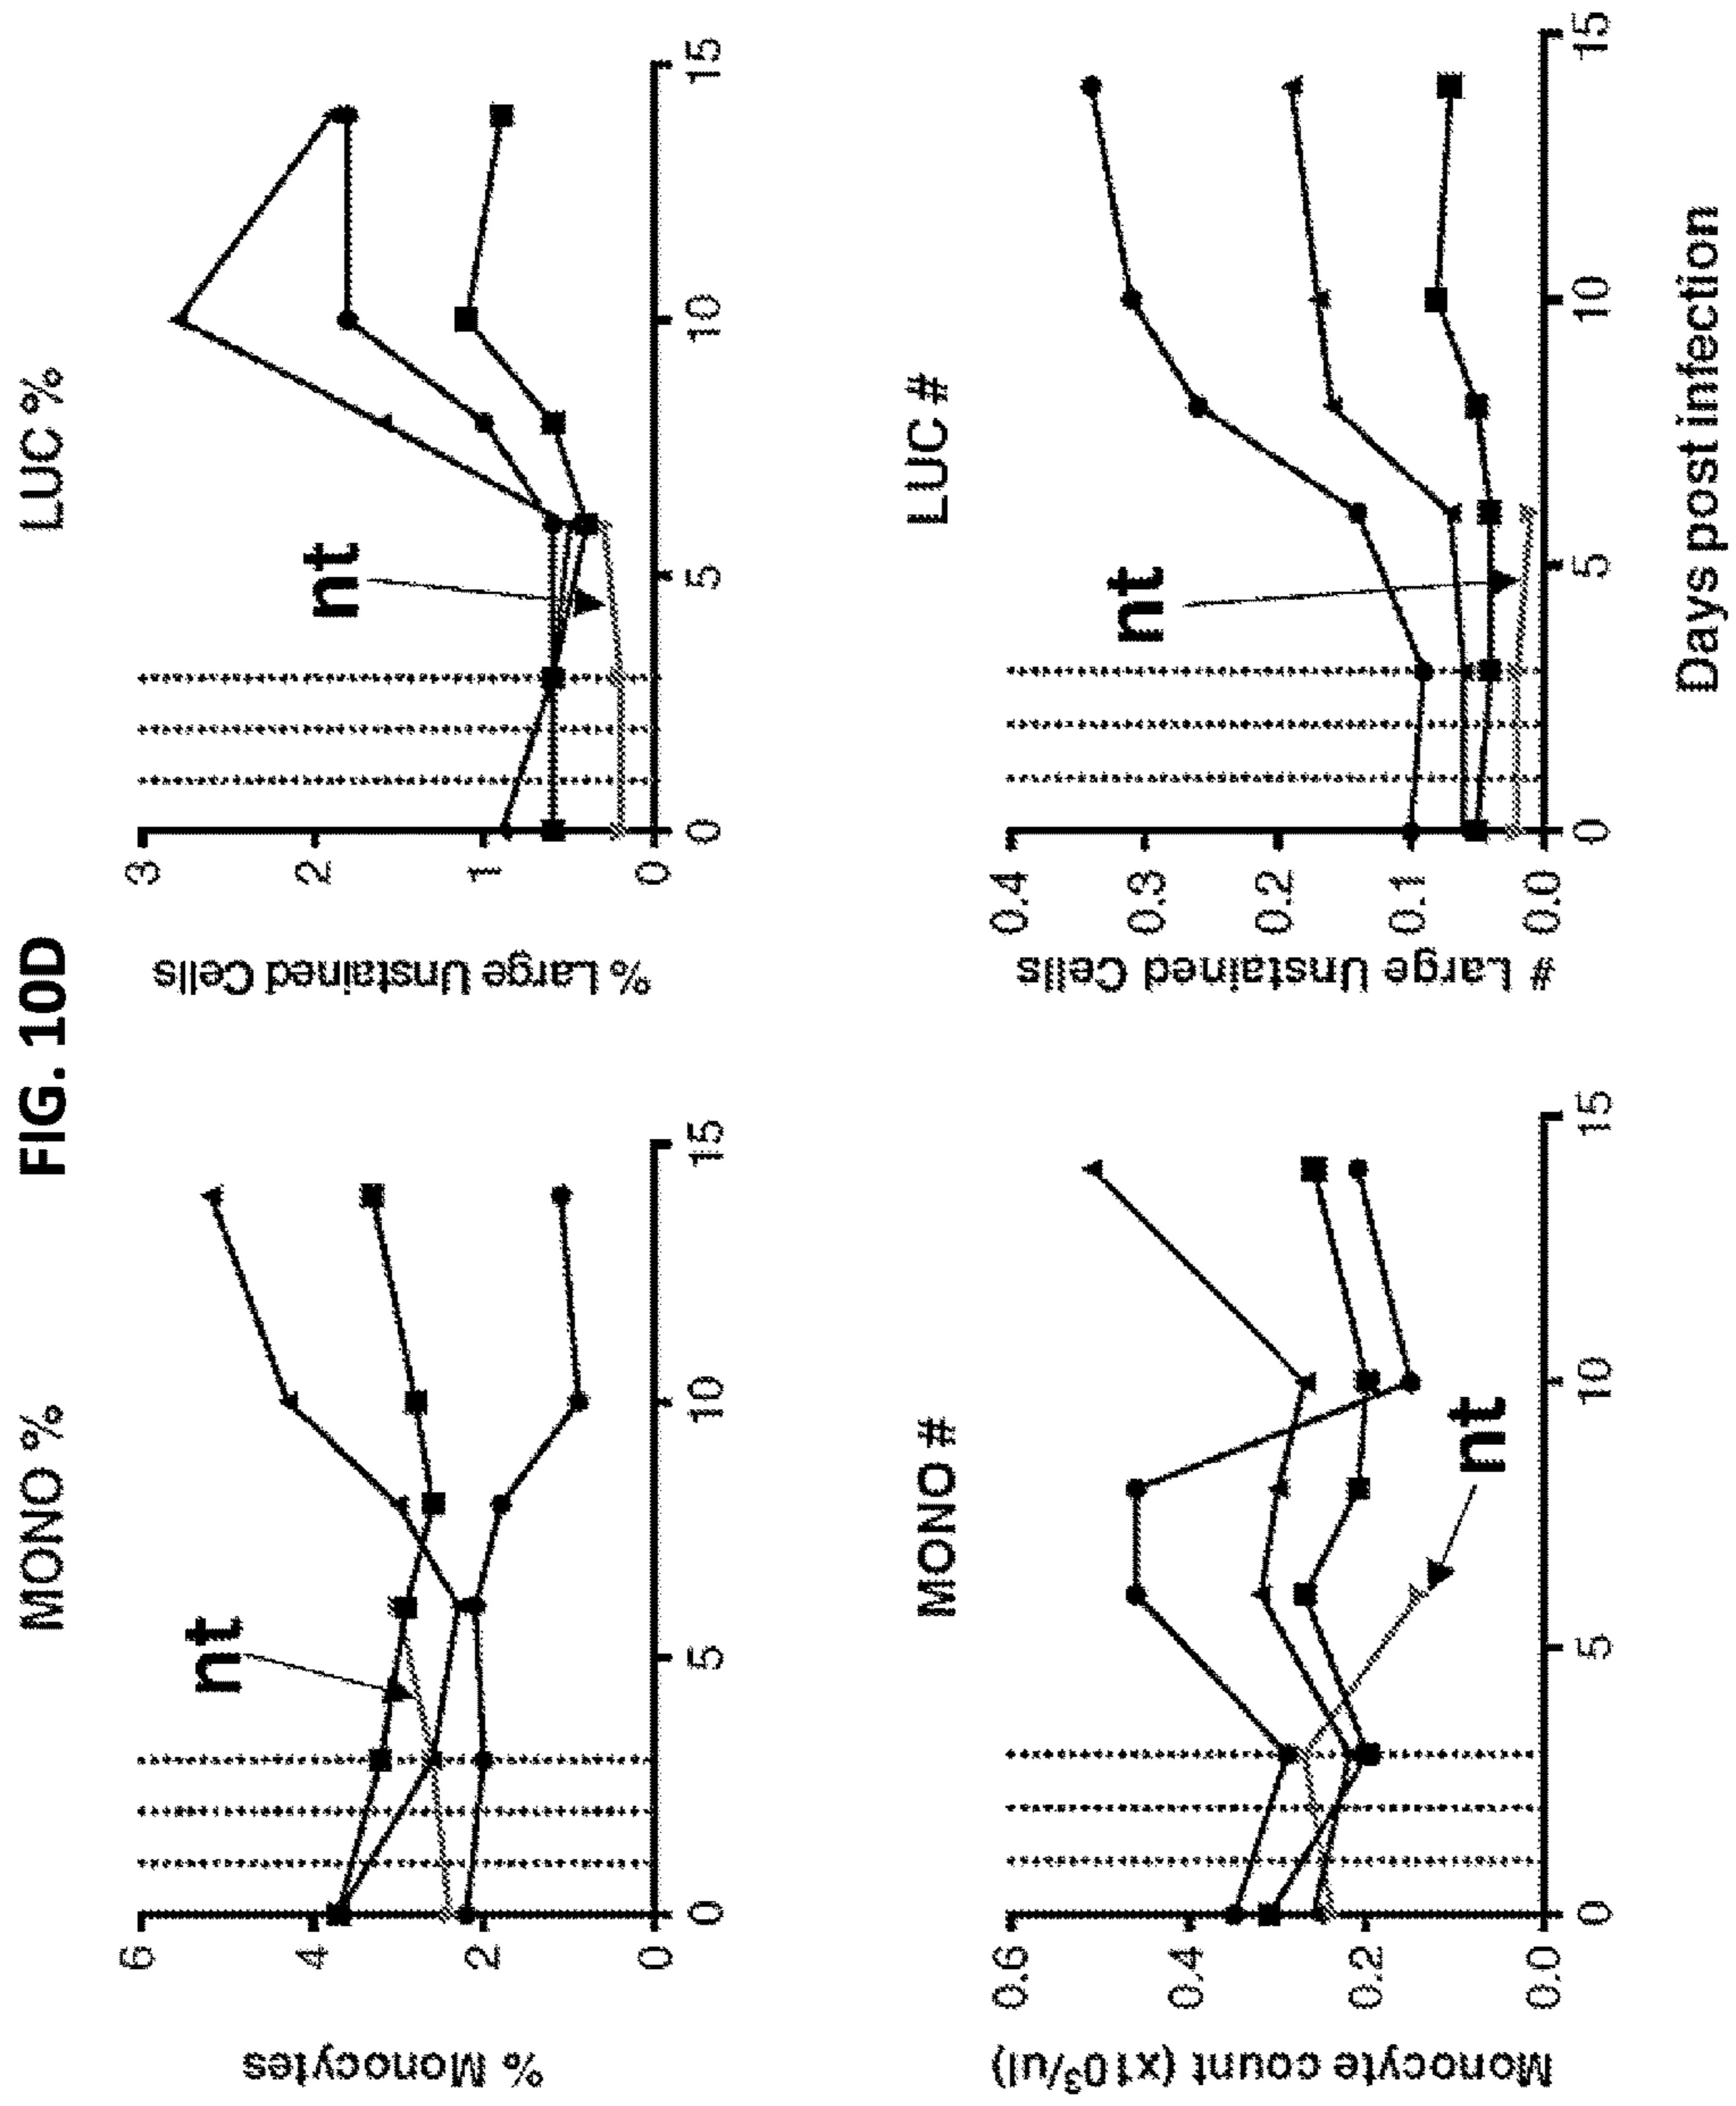 FIG. 10D
MONO %
% Monocytes
6
4
2
0
nt
0
5
10
15
LUC %
% Large Unstained Cells
3
2
1
0
nt
0
5
10
15
MONO #
Monocyte count (x10³/ul)
0.6
0.4
0.2
0.0
nt
0
5
10
15
LUC #
# Large Unstained Cells
0.4
0.3
0.2
0.1
0.0
nt
0
5
10
15
Days post infection